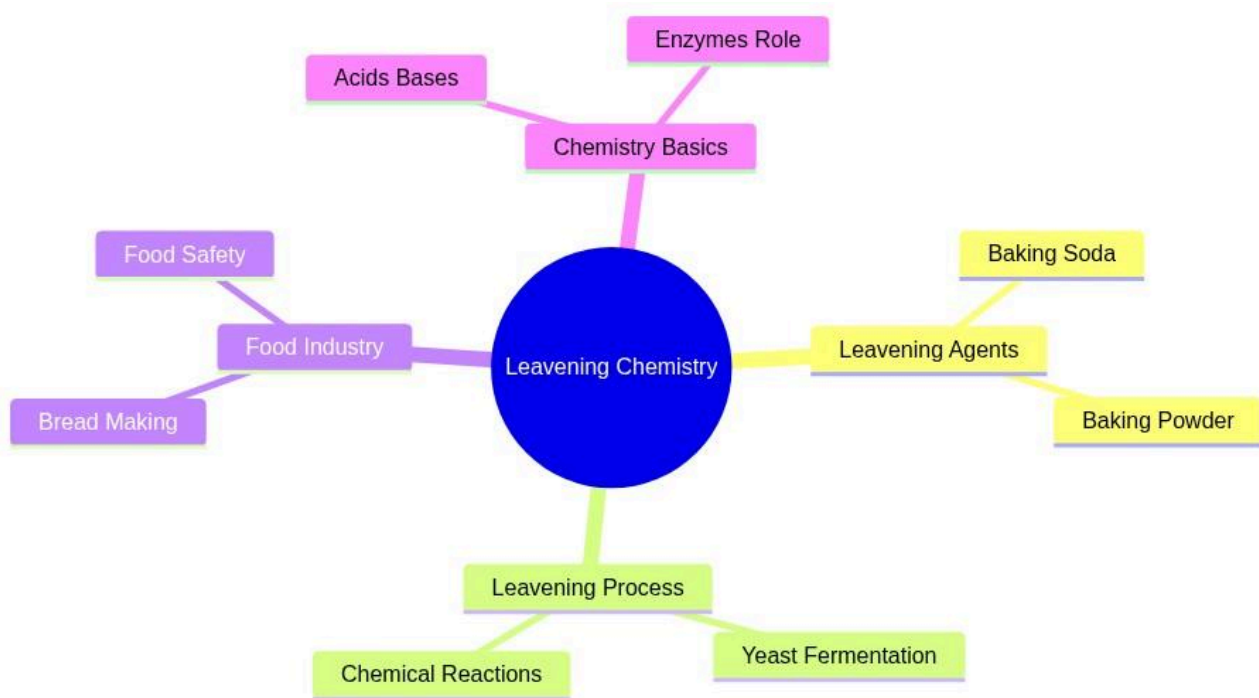 Enzymes Role
Acids Bases
Chemistry Basics
Food Safety
Baking Soda
Food Industry
Leavening Agents
Leavening Chemistry
Bread Making
Baking Powder
Leavening Process
Yeast Fermentation
Chemical Reactions